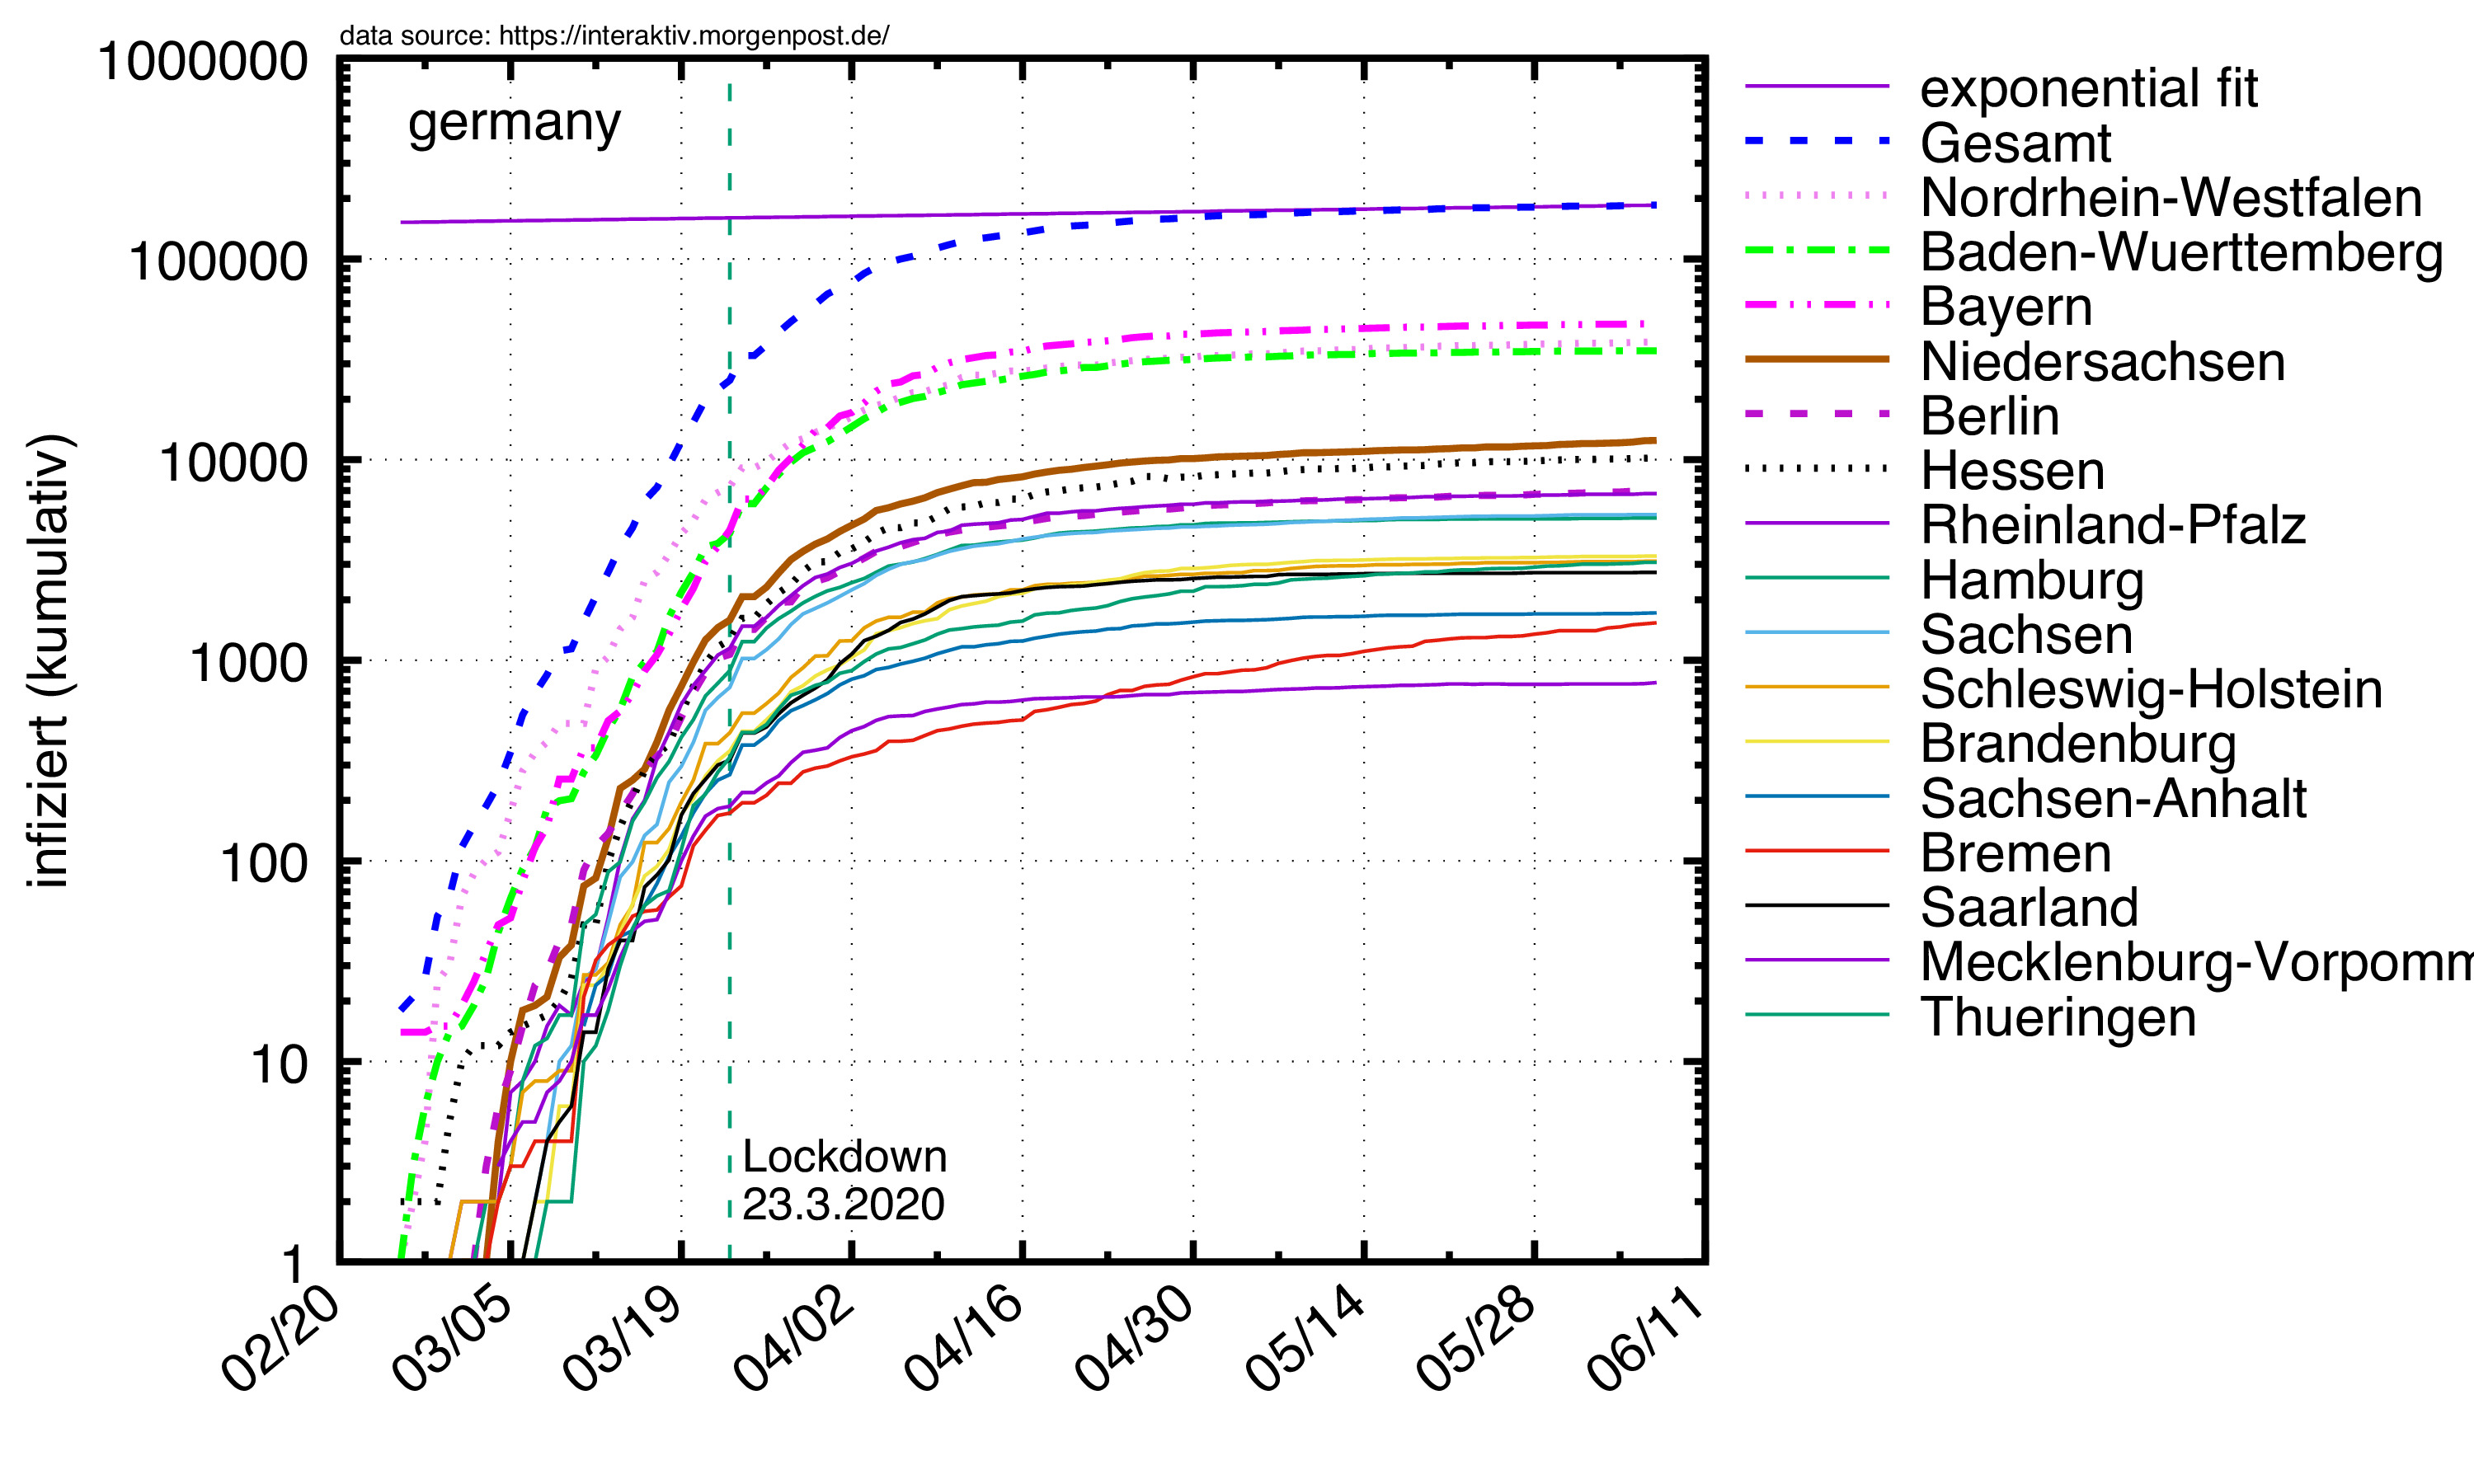 data source: https://interaktiv.morgenpost.de/
germany
infiziert (kumulativ)
1000000
100000
10000
1000
100
10
1
02/20
03/05
03/19
04/02
04/16
04/30
05/14
05/28
06/11
Lockdown
23.3.2020
exponential fit
Gesamt
Nordrhein-Westfalen
Baden-Wuerttemberg
Bayern
Niedersachsen
Berlin
Hessen
Rheinland-Pfalz
Hamburg
Sachsen
Schleswig-Holstein
Brandenburg
Sachsen-Anhalt
Bremen
Saarland
Mecklenburg-Vorpomm
Thueringen